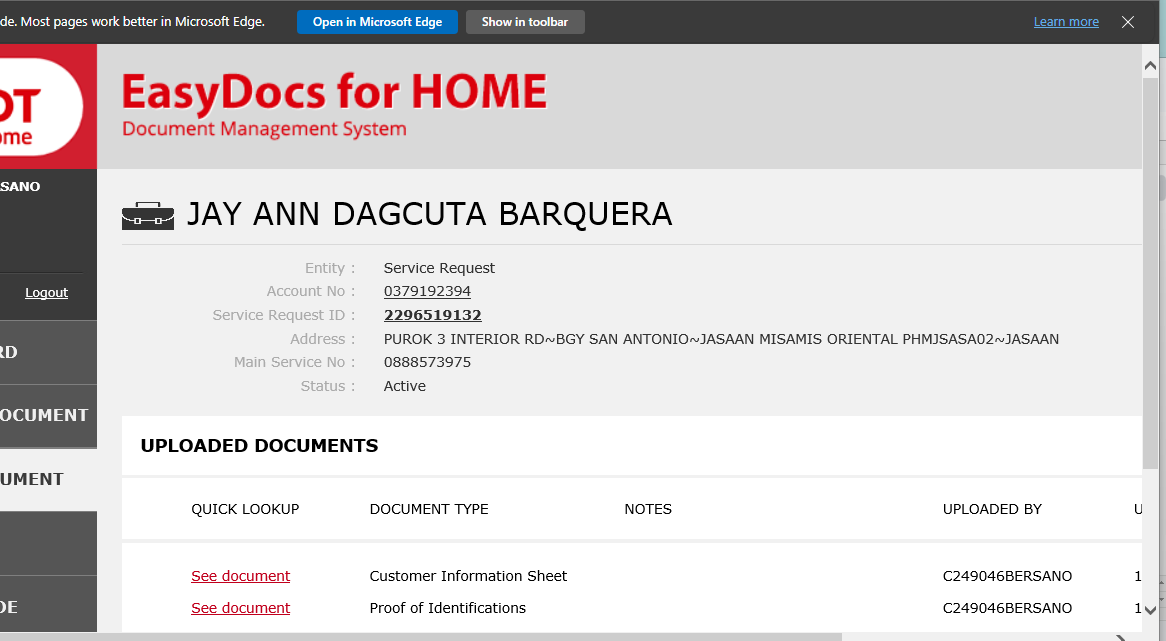 de. Most pages work better in Microsoft Edge. Open in Microsoft Edge Show in toolbar Learn more
OT
ome
EasyDocs for HOME
Document Management System
SANO
Logout
RD
OCUMENT
UMENT
DE
JAY ANN DAGCUTA BARQUERA
Entity : Service Request
Account No : 0379192394
Service Request ID : 2296519132
Address : PUROK 3 INTERIOR RD~BGY SAN ANTONIO~JASAAN MISAMIS ORIENTAL PHMJSASA02~JASAAN
Main Service No : 0888573975
Status : Active
UPLOADED DOCUMENTS
QUICK LOOKUP DOCUMENT TYPE NOTES UPLOADED BY U
See document Customer Information Sheet C249046BERSANO 1
See document Proof of Identifications C249046BERSANO 1